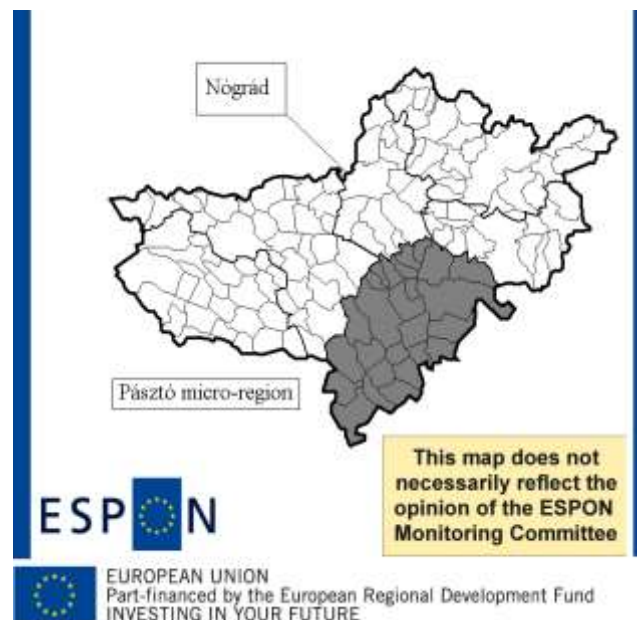 Nógrád
Pásztó micro-region
This map does not
necessarily reflect the
opinion of the ESPON
Monitoring Committee
ESPON
EUROPEAN UNION
Part-financed by the European Regional Development Fund
INVESTING IN YOUR FUTURE